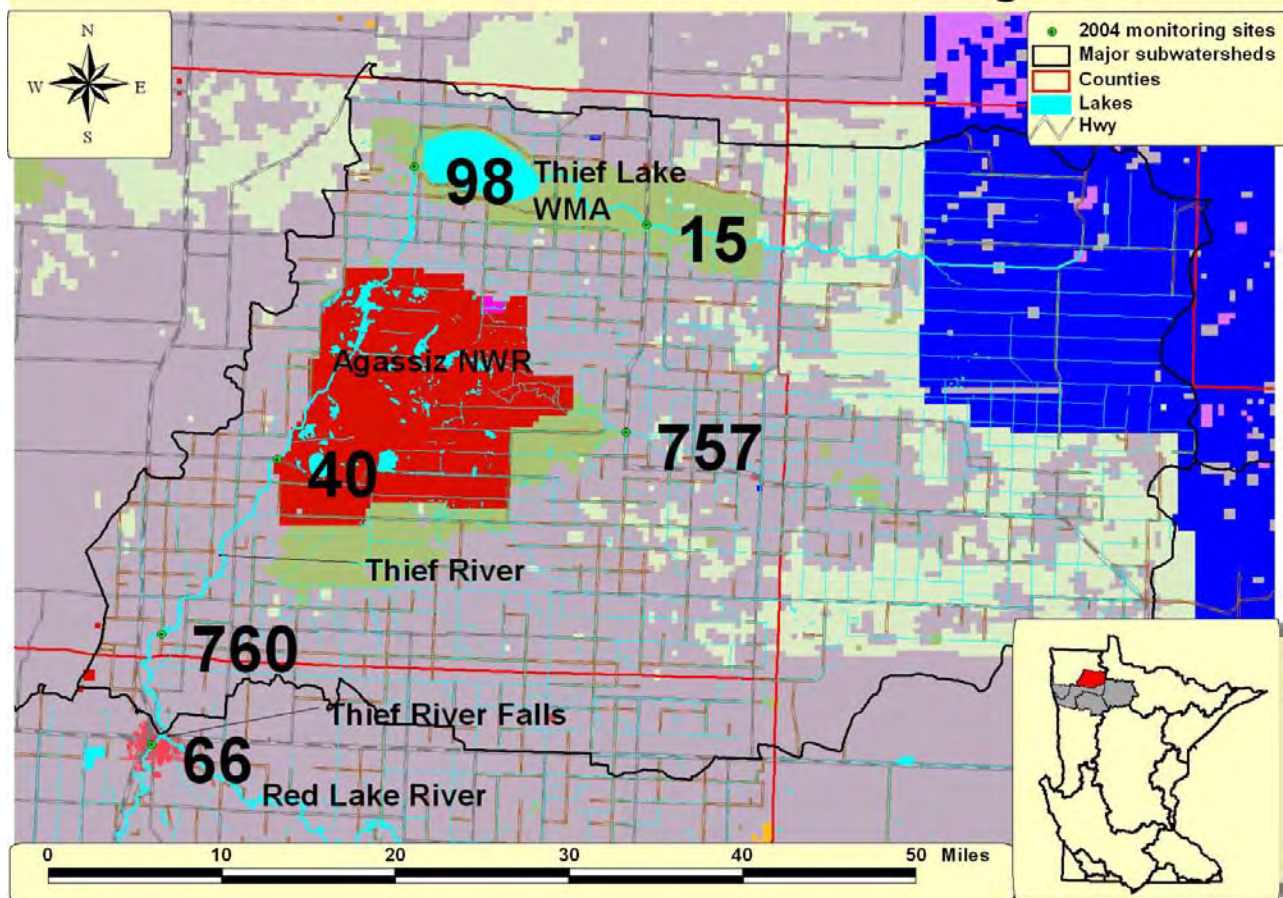 N
W E
S
2004 monitoring sites
Major subwatersheds
Counties
Lakes
Hwy
98
Thief Lake
WMA
15
Agassiz NWR
40
757
Thief River
760
Thief River Falls
66
Red Lake River
0 10 20 30 40 50 Miles